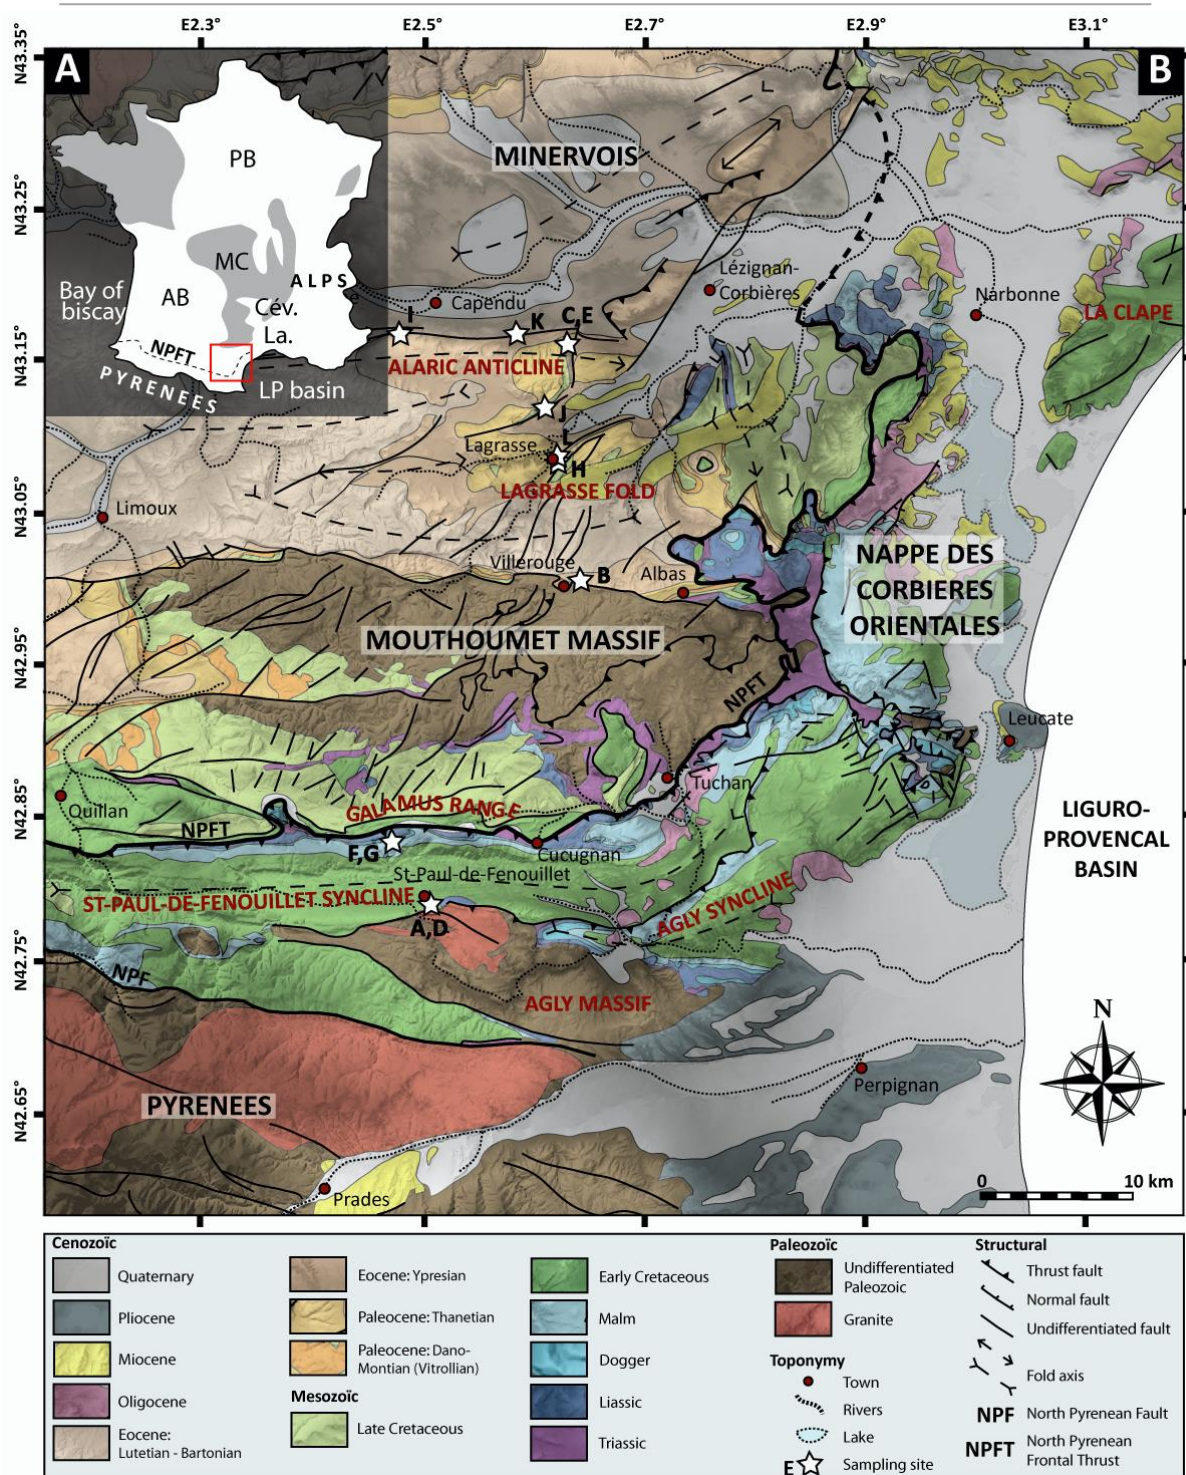 E2.3°
E2.5°
E2.7°
E2.9°
E3.1°
N43.35°
N43.25°
N43.15°
N43.05°
N42.95°
N42.85°
N42.75°
N42.65°
A
B
PB
MC
ALPS
AB
Cév.
La.
Bay of
biscay
NPFT
PYRENEES
LP basin
MINERVOIS
Capendu
Lézignan-
Corbières
Narbonne
LA CLAPE
I
K
C,E
ALARIC ANTICLINE
J
Lagrasse
L
H
LAGRASSE FOLD
Limoux
Villerouge
B
Albas
NAPPE DES
CORBIERES
ORIENTALES
MOUTHOUMET MASSIF
NPFT
Leucate
Tuchan
Quillan
GALAMUS RANGE
NPFT
F,G
Cucugnan
St-Paul-de-Fenouillet
ST-PAUL-DE-FENOUILLET SYNCLINE
A,D
AGLY SYNCLINE
LIGURO-
PROVENCAL
BASIN
NPF
AGLY MASSIF
N
Perpignan
PYRENEES
Prades
0 10 km
Cenozoïc
Quaternary
Pliocene
Miocene
Oligocene
Eocene:
Lutetian - Bartonian
Eocene: Ypresian
Paleocene: Thanetian
Paleocene: Dano-
Montian (Vitrollian)
Mesozoïc
Late Cretaceous
Early Cretaceous
Malm
Dogger
Liassic
Triassic
Paleozoïc
Undifferentiated
Paleozoic
Granite
Toponymy
Town
Rivers
Lake
E Sampling site
Structural
Thrust fault
Normal fault
Undifferentiated fault
Fold axis
NPF North Pyrenean Fault
NPFT North Pyrenean
Frontal Thrust